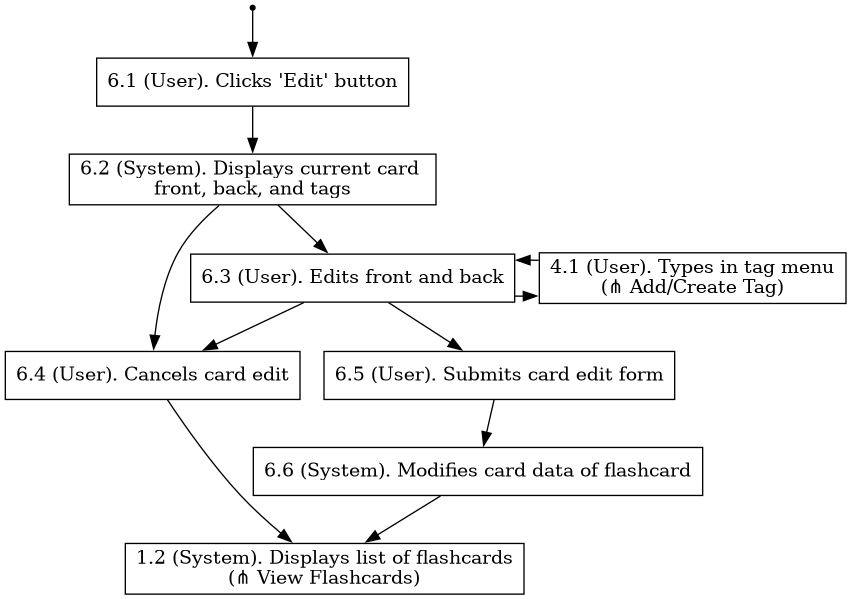 6.1 (User). Clicks 'Edit' button
6.2 (System). Displays current card
front, back, and tags
6.3 (User). Edits front and back
4.1 (User). Types in tag menu
(⋔ Add/Create Tag)
6.4 (User). Cancels card edit
6.5 (User). Submits card edit form
6.6 (System). Modifies card data of flashcard
1.2 (System). Displays list of flashcards
(⋔ View Flashcards)